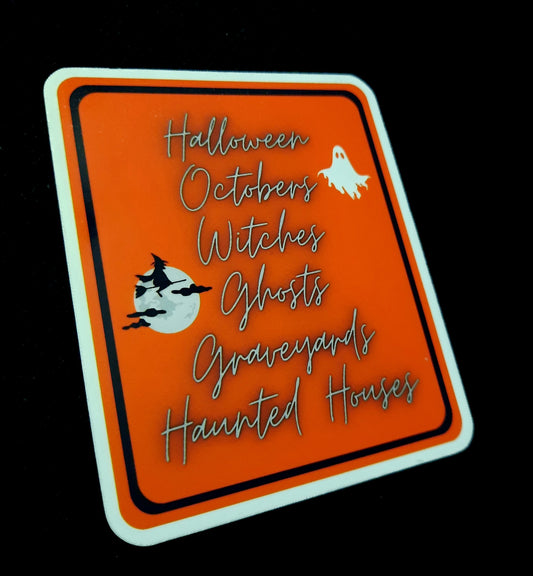 Halloween
Octobers
Witches
Ghosts
Graveyards
Haunted Houses